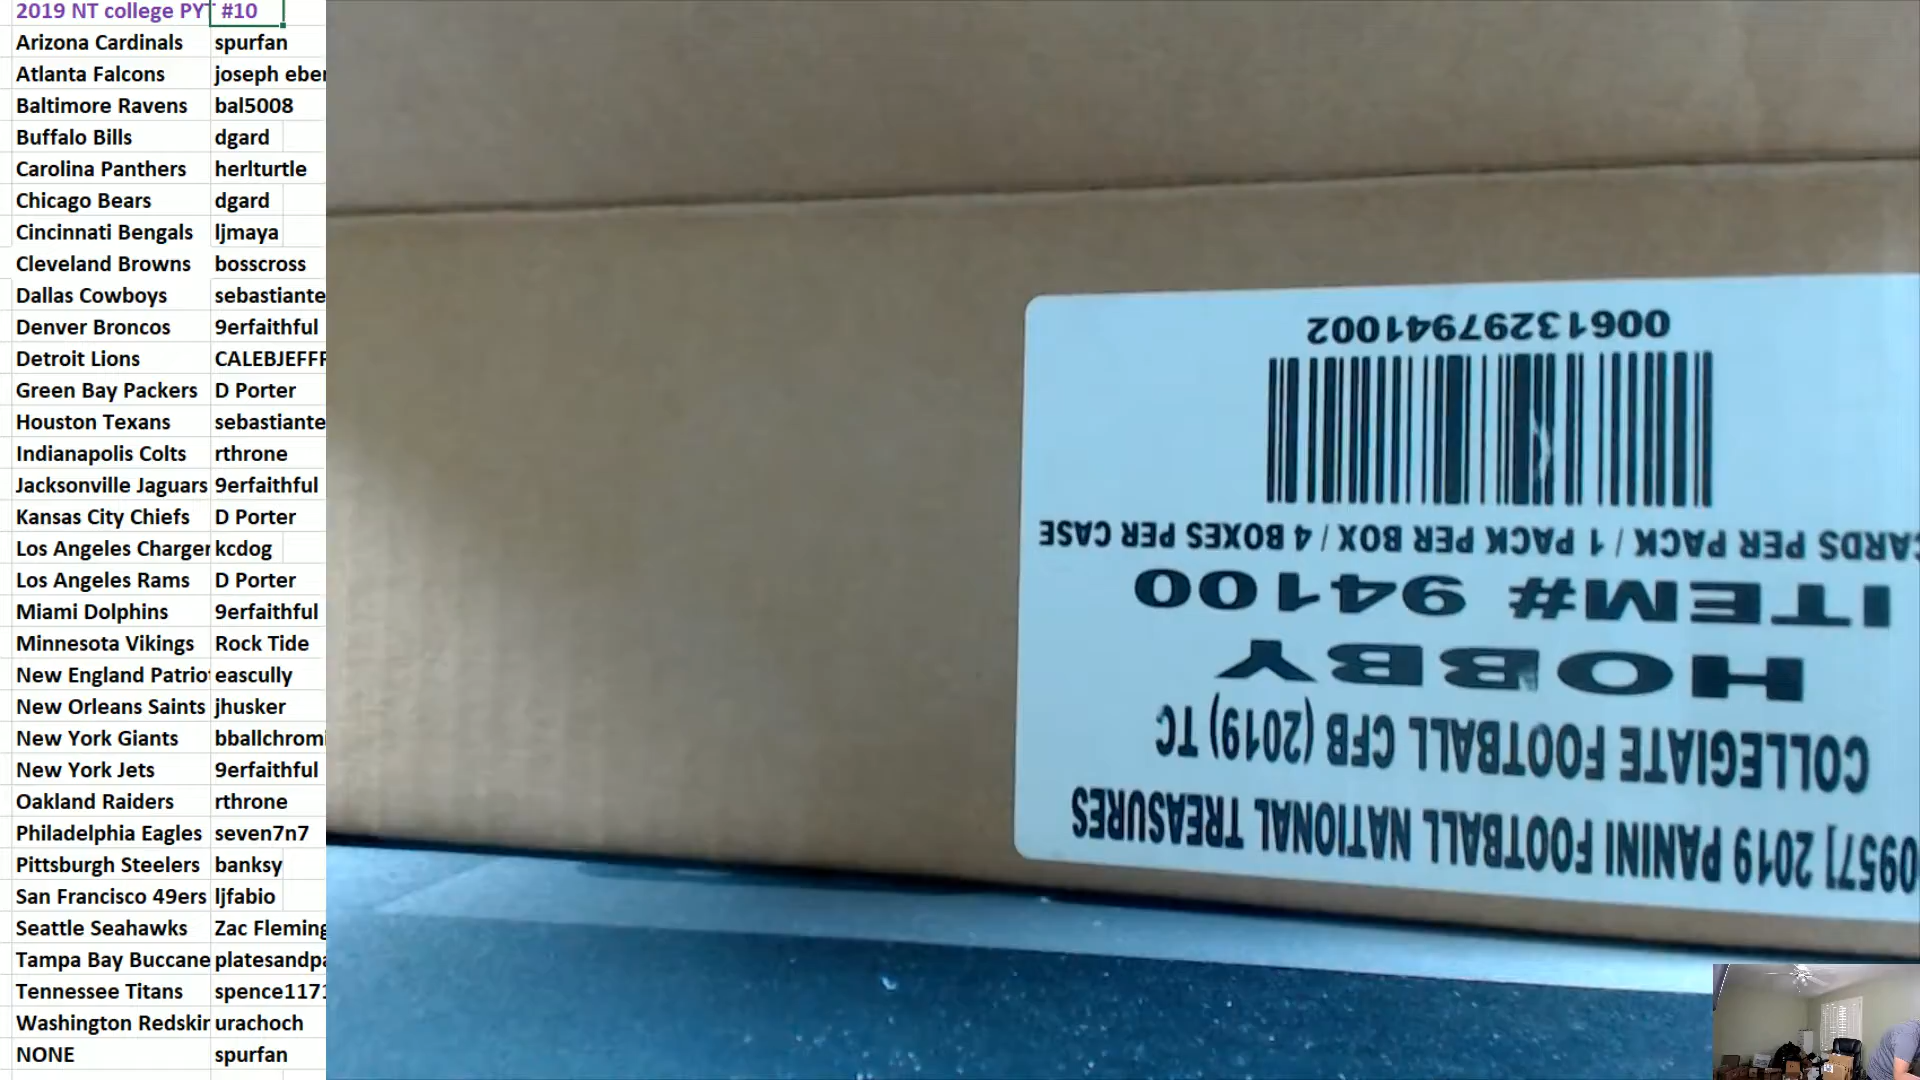 2019 NT college PYT #10
Arizona Cardinals spurfan
Atlanta Falcons joseph eber
Baltimore Ravens bal5008
Buffalo Bills dgard
Carolina Panthers herlturtle
Chicago Bears dgard
Cincinnati Bengals ljmaya
Cleveland Browns bosscross
Dallas Cowboys sebastiante
Denver Broncos 9erfaithful
Detroit Lions CALEBJEFFF
Green Bay Packers D Porter
Houston Texans sebastiante
Indianapolis Colts rthrone
Jacksonville Jaguars 9erfaithful
Kansas City Chiefs D Porter
Los Angeles Charger kcdog
Los Angeles Rams D Porter
Miami Dolphins 9erfaithful
Minnesota Vikings Rock Tide
New England Patriot eascully
New Orleans Saints jhusker
New York Giants bballchromi
New York Jets 9erfaithful
Oakland Raiders rthrone
Philadelphia Eagles seven7n7
Pittsburgh Steelers banksy
San Francisco 49ers ljfabio
Seattle Seahawks Zac Fleming
Tampa Bay Buccane platesandpa
Tennessee Titans spence1171
Washington Redskin urachoch
NONE spurfan
0957] 2019 PANINI FOOTBALL NATIONAL TREASURES
COLLEGIATE FOOTBALL CFB (2019) TC
HOBBY
ITEM# 94100
CARDS PER PACK / 1 PACK PER BOX / 4 BOXES PER CASE
00613297941002